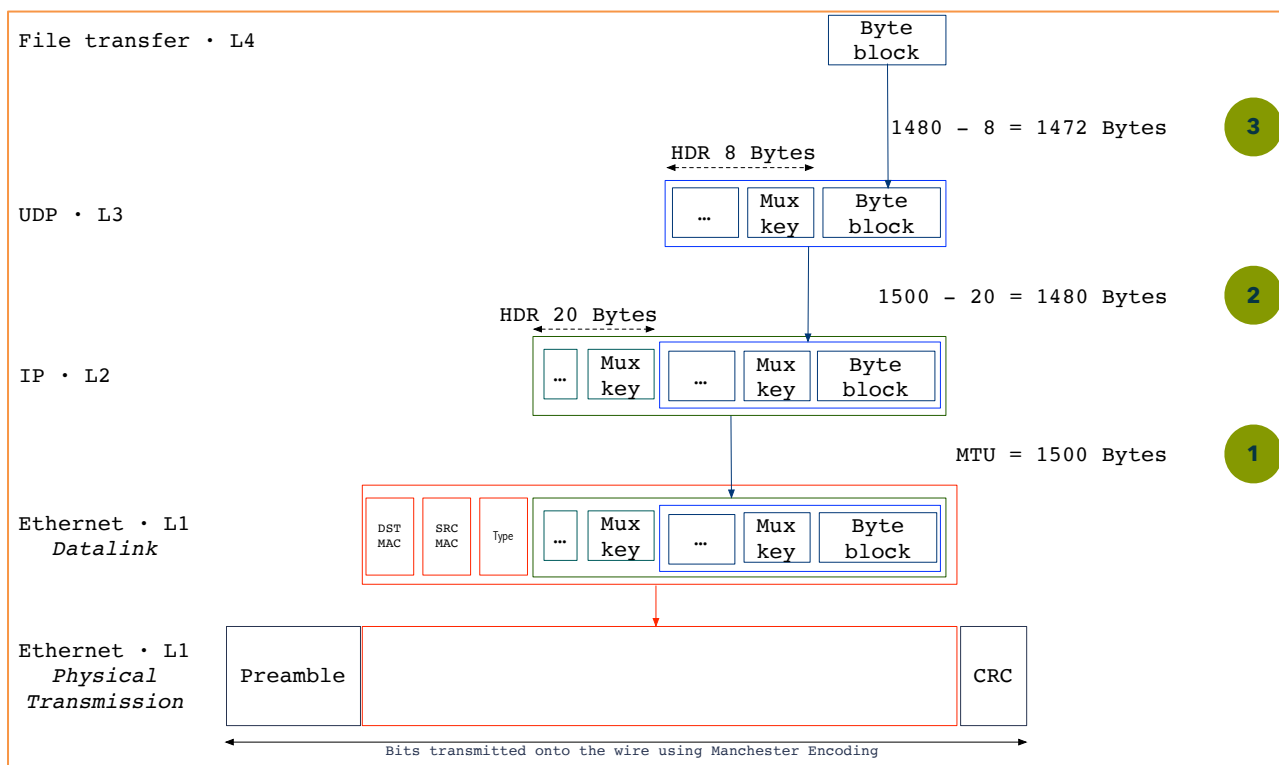 File transfer · L4
Byte
block
1480 - 8 = 1472 Bytes
3
HDR 8 Bytes
UDP · L3
…
Mux
key
Byte
block
1500 - 20 = 1480 Bytes
2
HDR 20 Bytes
IP · L2
…
Mux
key
…
Mux
key
Byte
block
MTU = 1500 Bytes
1
Ethernet · L1
Datalink
DST
MAC
SRC
MAC
Type
…
Mux
key
…
Mux
key
Byte
block
Ethernet · L1
Physical
Transmission
Preamble
CRC
Bits transmitted onto the wire using Manchester Encoding